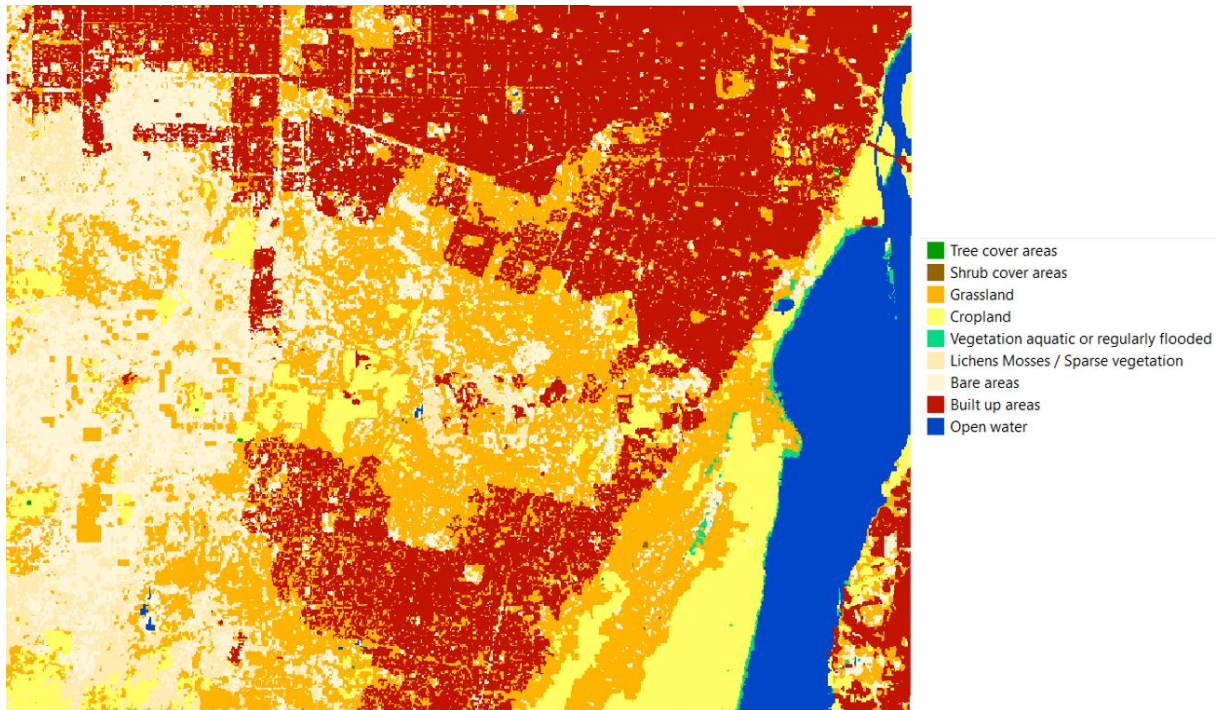 Tree cover areas
Shrub cover areas
Grassland
Cropland
Vegetation aquatic or regularly flooded
Lichens Mosses / Sparse vegetation
Bare areas
Built up areas
Open water